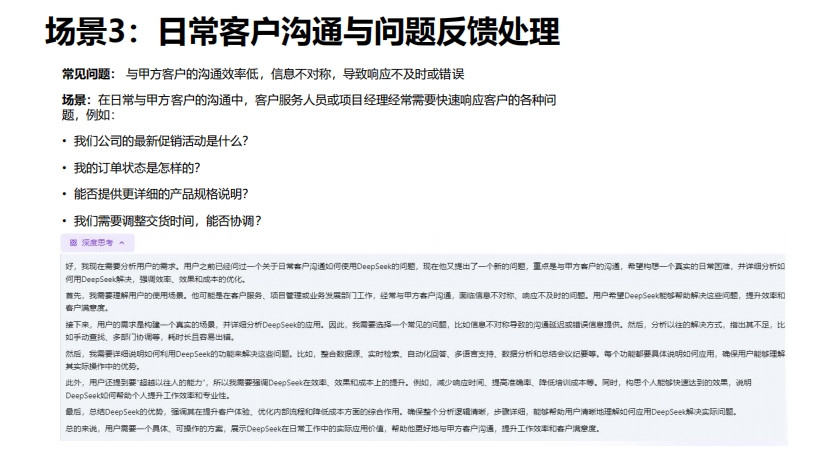 场景3：日常客户沟通与问题反馈处理
常见问题： 与甲方客户的沟通效率低，信息不对称，导致响应不及时或错误
场景：在日常与甲方客户的沟通中，客户服务人员或项目经理经常需要快速响应客户的各种问
题，例如：
• 我们公司的最新促销活动是什么？
• 我的订单状态是怎样的？
• 能否提供更详细的产品规格说明？
• 我们需要调整交货时间，能否协调？
深度思考
好，我现在需要分析用户的需求。用户之前已经问过一个关于日常客户沟通如何使用DeepSeek的问题，现在他又提出了一个新的问题，重点是与甲方客户的沟通，希望构想一个真实的日常困难，并详细分析如
何用DeepSeek解决，强调效率、效果和成本的优化。
首先，我需要理解用户的使用场景。他可能是在客户服务、项目管理或业务发展部门工作，经常与甲方客户沟通，面临信息不对称、响应不及时的问题。用户希望DeepSeek能够帮助解决这些问题，提升效率和
客户满意度。
接下来，用户的需求是构建一个真实的场景，并详细分析DeepSeek的应用。因此，我需要选择一个常见的问题，比如信息不对称导致的沟通延迟或错误信息提供。然后，分析以往的解决方式，指出其不足，比
如手动查找、多部门协调等，耗时长且容易出错。
然后，我需要详细说明如何利用DeepSeek的功能来解决这些问题。比如，整合数据源、实时检索、自动化回答、多语言支持、数据分析和总结会议纪要等。每个功能都要具体说明如何应用，确保用户能够理解
其实际操作中的优势。
此外，用户还提到要“超越以往人的能力”，所以我需要强调DeepSeek在效率、效果和成本上的提升。例如，减少响应时间、提高准确率、降低培训成本等。同时，构思个人能够快速达到的效果，说明
DeepSeek如何帮助个人提升工作效率和专业性。
最后，总结DeepSeek的优势，强调其在提升客户体验、优化内部流程和降低成本方面的综合作用。确保整个分析逻辑清晰，步骤详细，能够帮助用户清晰地理解如何应用DeepSeek解决实际问题。
总的来说，用户需要一个具体、可操作的方案，展示DeepSeek在日常工作中的实际应用价值，帮助他更好地与甲方客户沟通，提升工作效率和客户满意度。